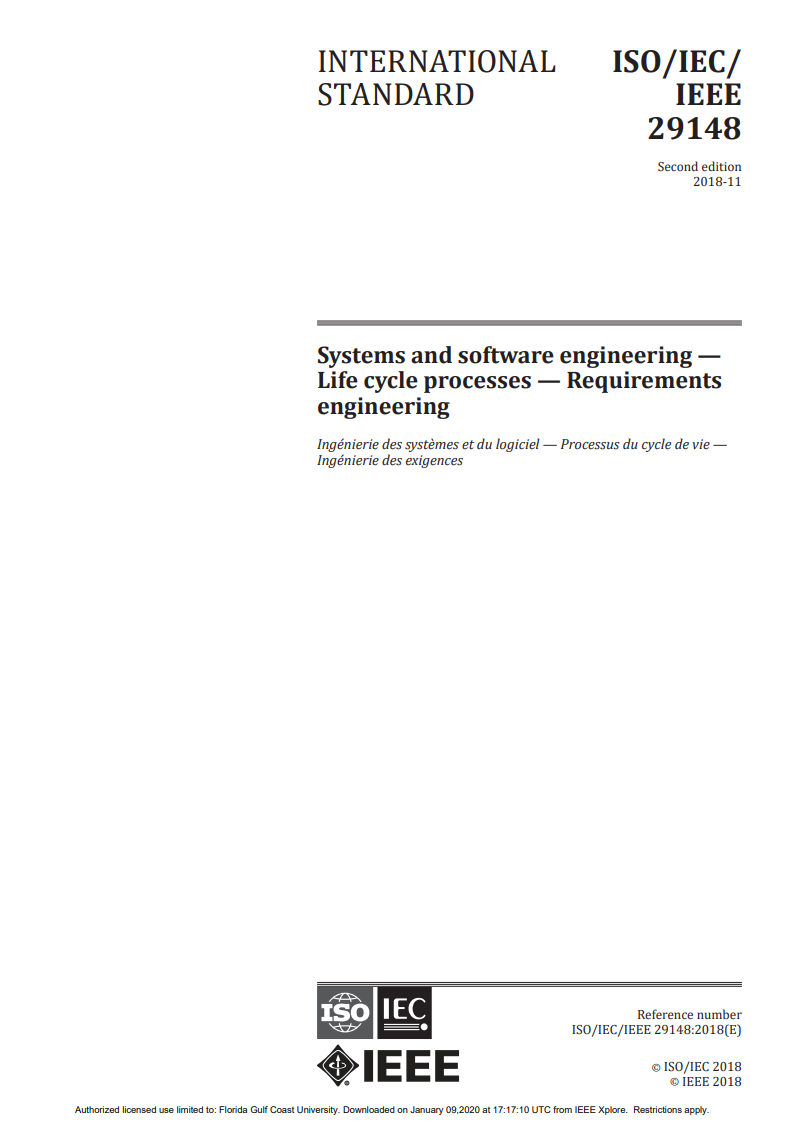 INTERNATIONAL
STANDARD
ISO/IEC/
IEEE
29148
Second edition
2018-11
Systems and software engineering —
Life cycle processes — Requirements
engineering
Ingénierie des systèmes et du logiciel — Processus du cycle de vie —
Ingénierie des exigences
ISO
IEC
IEEE
Reference number
ISO/IEC/IEEE 29148:2018(E)
© ISO/IEC 2018
© IEEE 2018
Authorized licensed use limited to: Florida Gulf Coast University. Downloaded on January 09,2020 at 17:17:10 UTC from IEEE Xplore. Restrictions apply.